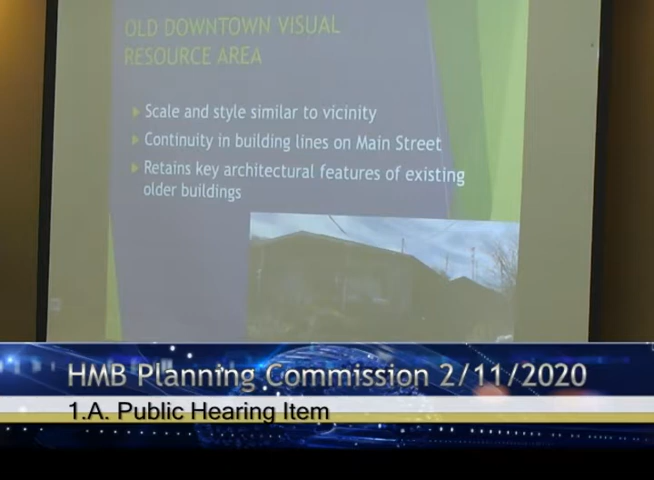 OLD DOWNTOWN VISUAL
RESOURCE AREA
Scale and style similar to vicinity
Continuity in building lines on Main Street
Retains key architectural features of existing
older buildings
HMB Planning Commission 2/11/2020
1.A. Public Hearing Item